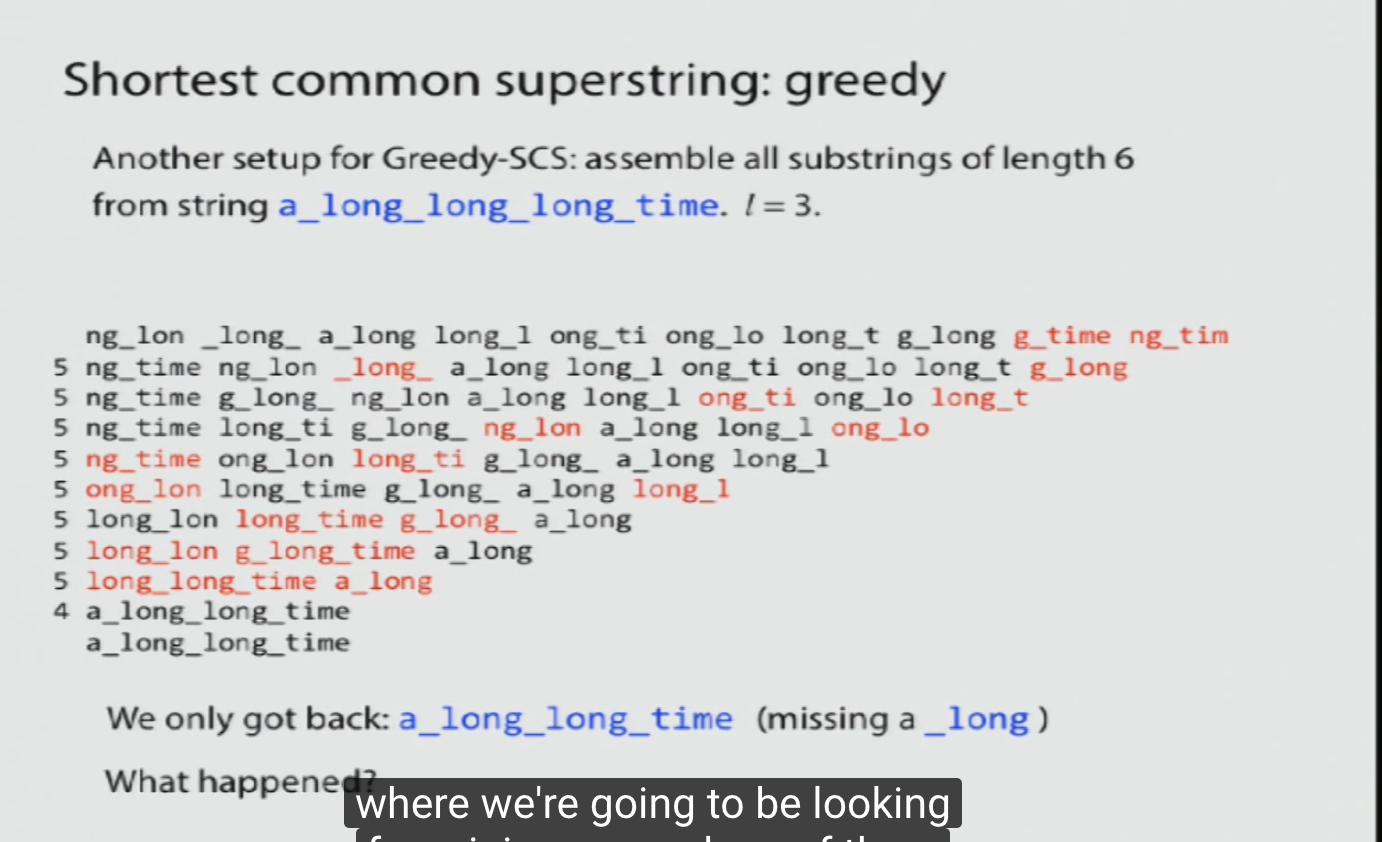 Shortest common superstring: greedy
Another setup for Greedy-SCS: assemble all substrings of length 6
from string a_long_long_long_time. l = 3.
ng_lon _long_ a_long long_l ong_ti ong_lo long_t g_long g_time ng_tim
5 ng_time ng_lon _long_ a_long long_l ong_ti ong_lo long_t g_long
5 ng_time g_long_ ng_lon a_long long_l ong_ti ong_lo long_t
5 ng_time long_ti g_long_ ng_lon a_long long_l ong_lo
5 ng_time ong_lon long_ti g_long_ a_long long_l
5 ong_lon long_time g_long_ a_long long_l
5 long_lon long_time g_long_ a_long
5 long_lon g_long_time a_long
5 long_long_time a_long
4 a_long_long_time
a_long_long_time
We only got back: a_long_long_time (missing a _long )
What happened?
where we're going to be looking